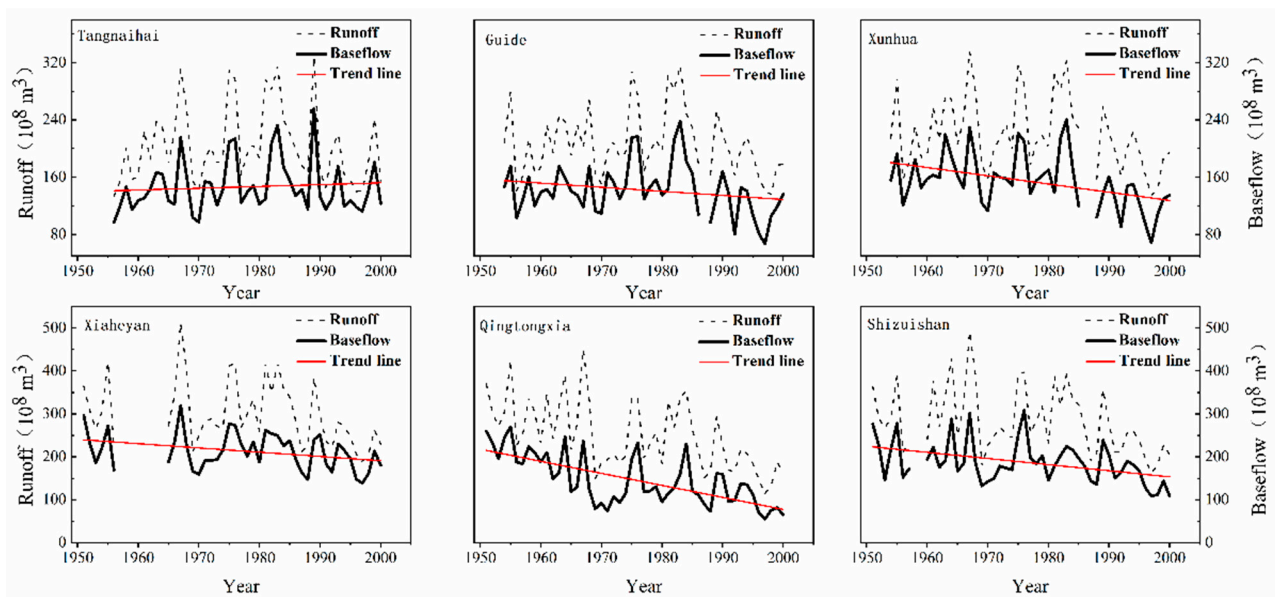 Tangnaihai
Runoff
Baseflow
Trend line
320
240
160
80
Runoff (10⁸ m³)
1950 1960 1970 1980 1990 2000
Year
Guide
Runoff
Baseflow
Trend line
1950 1960 1970 1980 1990 2000
Year
Xunhua
Runoff
Baseflow
Trend line
320
240
160
80
Baseflow (10⁸ m³)
1950 1960 1970 1980 1990 2000
Year
Xiaheyan
Runoff
Baseflow
Trend line
500
400
300
200
100
0
Runoff (10⁸ m³)
1950 1960 1970 1980 1990 2000
Year
Qingtongxia
Runoff
Baseflow
Trend line
1950 1960 1970 1980 1990 2000
Year
Shizuishan
Runoff
Baseflow
Trend line
500
400
300
200
100
0
Baseflow (10⁸ m³)
1950 1960 1970 1980 1990 2000
Year